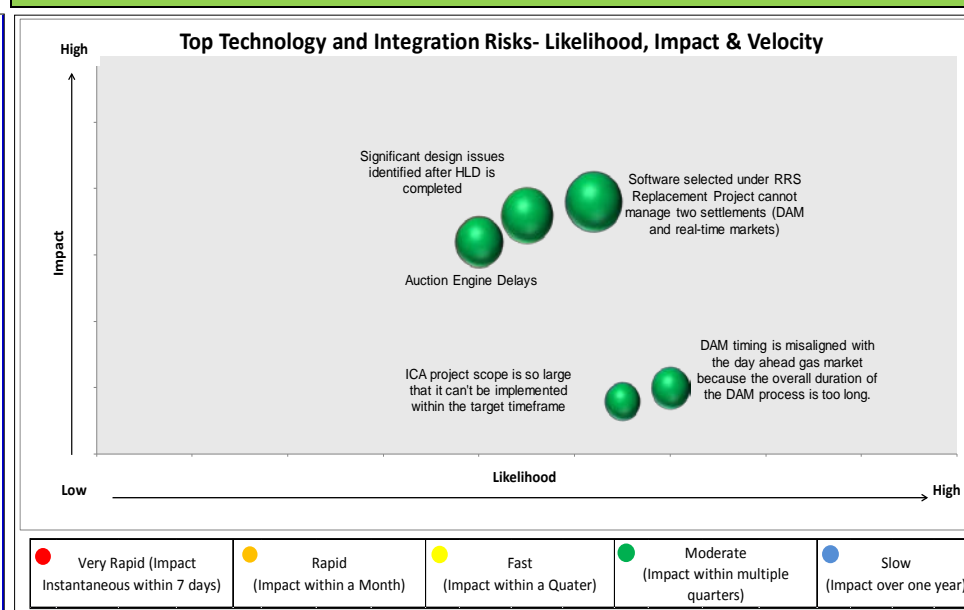 Top Technology and Integration Risks- Likelihood, Impact & Velocity
High
Impact
Significant design issues
identified after HLD is
completed
Software selected under RRS
Replacement Project cannot
manage two settlements (DAM
and real-time markets)
Auction Engine Delays
ICA project scope is so large
that it can't be implemented
within the target timeframe
DAM timing is misaligned with
the day ahead gas market
because the overall duration of
the DAM process is too long.
Likelihood
Low
High
Very Rapid (Impact
Instantaneous within 7 days)
Rapid
(Impact within a Month)
Fast
(Impact within a Quater)
Moderate
(Impact within multiple
quarters)
Slow
(Impact over one year)